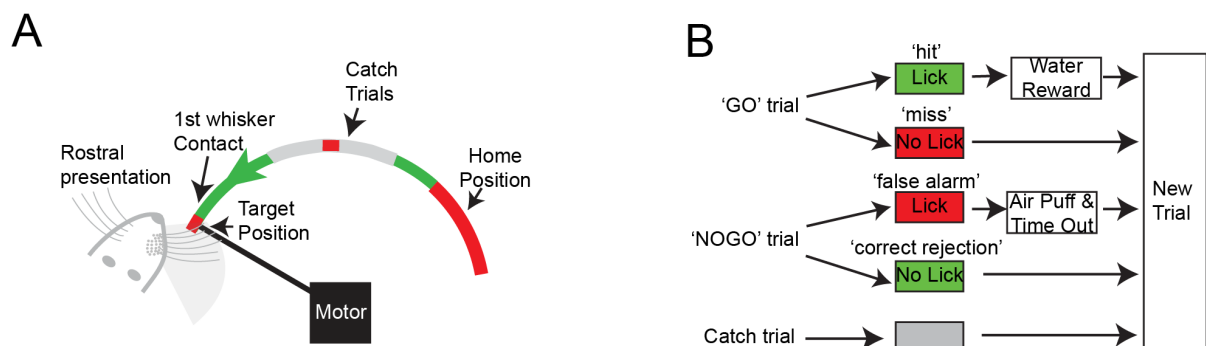 A
Catch
Trials
1st whisker
Contact
Rostral
presentation
Home
Position
Target
Position
Motor
B
‘hit’
Lick
Water
Reward
‘GO’ trial
‘miss’
No Lick
‘false alarm’
Lick
Air Puff &
Time Out
New
Trial
‘NOGO’ trial
‘correct rejection’
No Lick
Catch trial